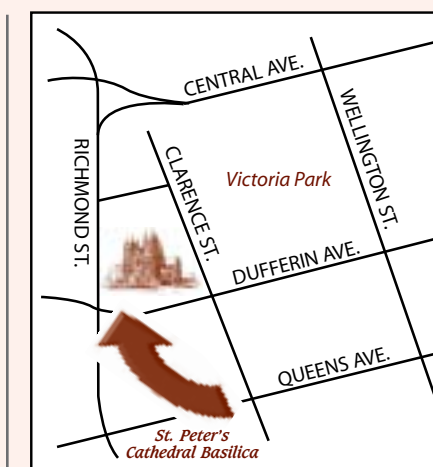 CENTRAL AVE.
WELLINGTON ST.
RICHMOND ST.
CLARENCE ST.
Victoria Park
DUFFERIN AVE.
QUEENS AVE.
St. Peter's
Cathedral Basilica